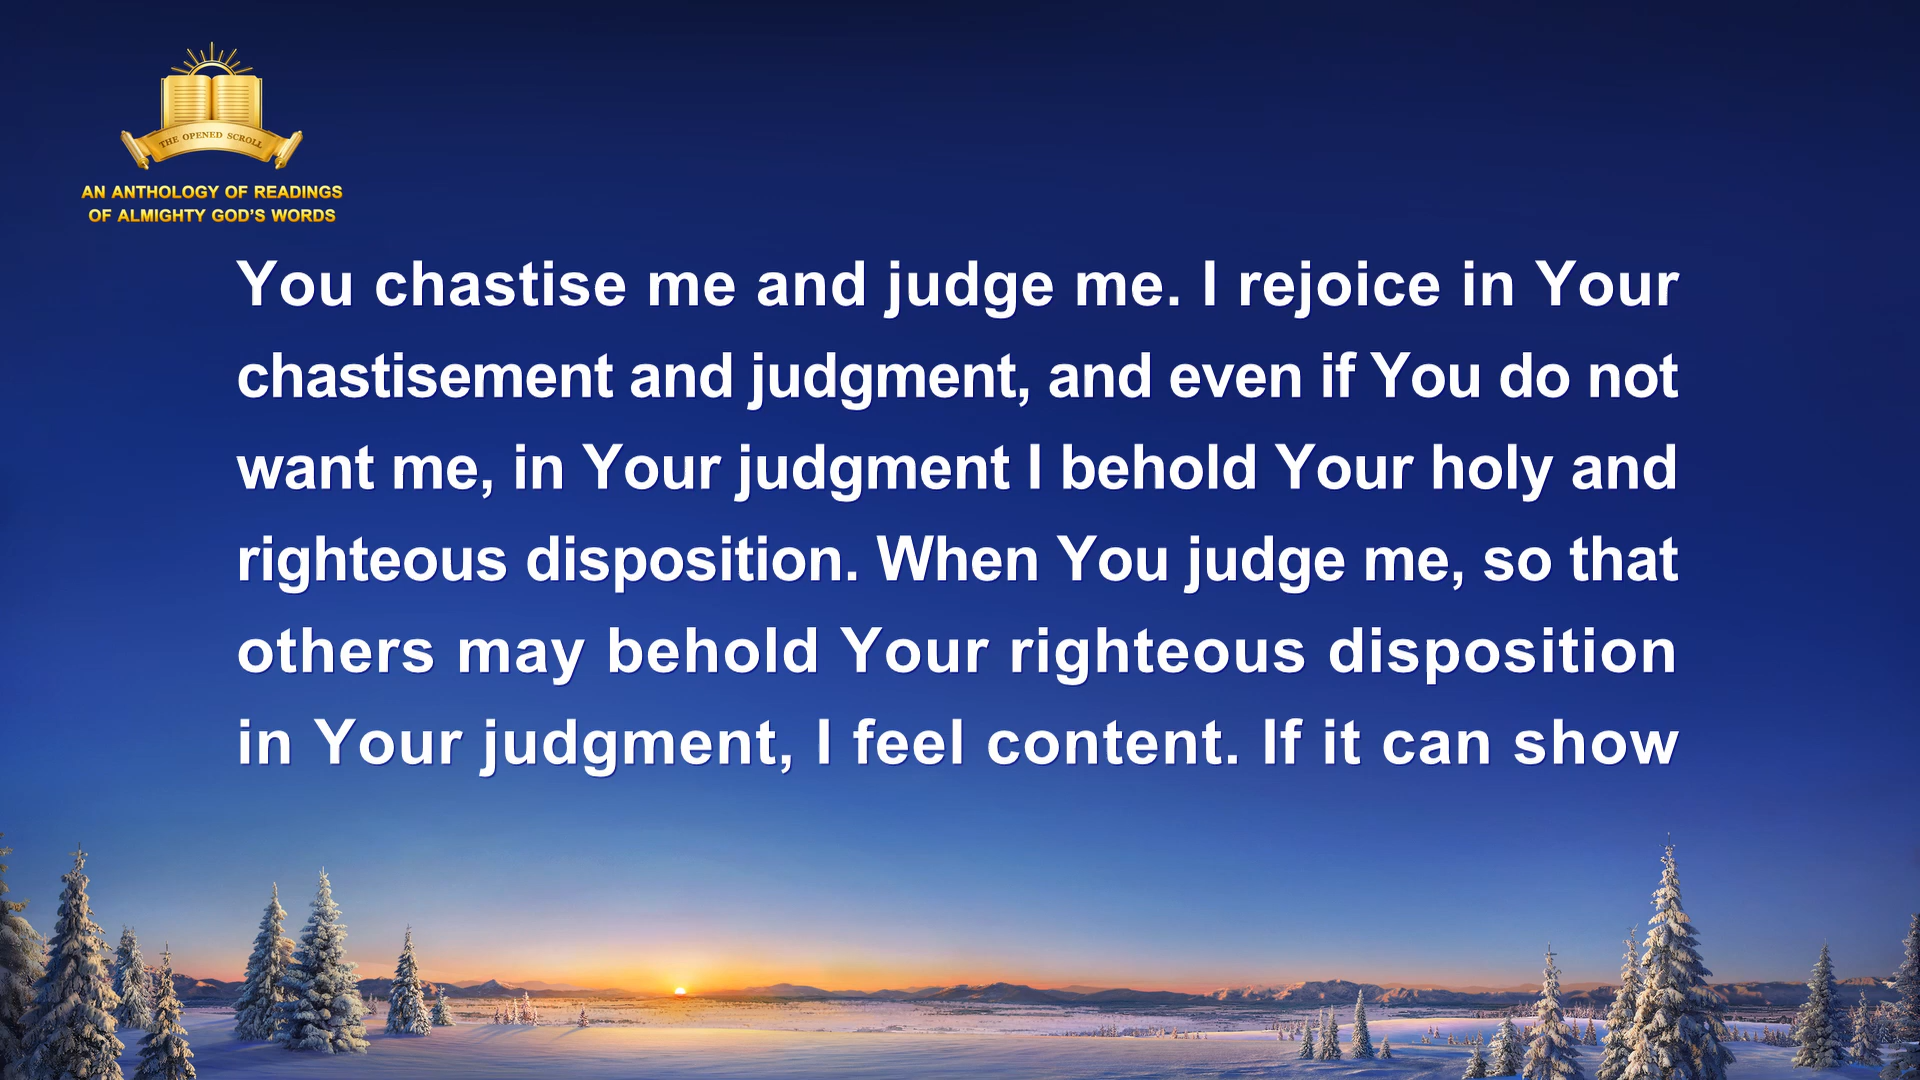 THE OPENED SCROLL
AN ANTHOLOGY OF READINGS
OF ALMIGHTY GOD'S WORDS
You chastise me and judge me. I rejoice in Your
chastisement and judgment, and even if You do not
want me, in Your judgment I behold Your holy and
righteous disposition. When You judge me, so that
others may behold Your righteous disposition
in Your judgment, I feel content. If it can show